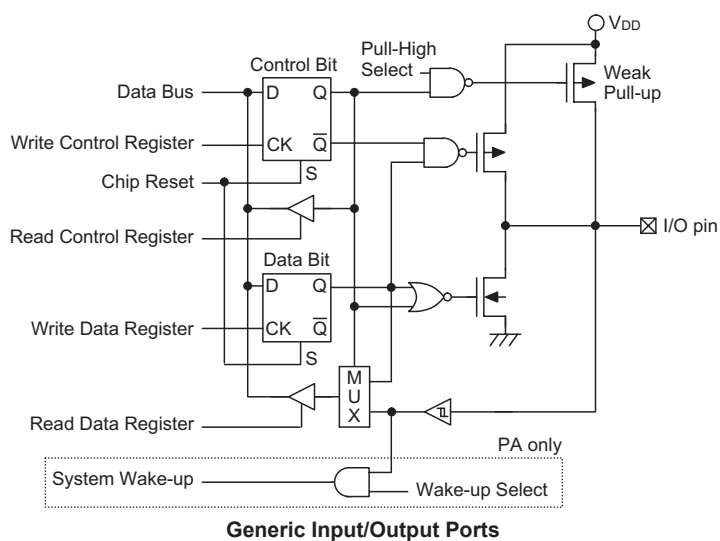 VDD
Pull-High
Select
Control Bit
Weak
Pull-up
Data Bus
D
Q
Write Control Register
CK
Q
Chip Reset
S
I/O pin
Read Control Register
Data Bit
D
Q
Write Data Register
CK
Q
S
M
U
X
Read Data Register
PA only
System Wake-up
Wake-up Select
Generic Input/Output Ports